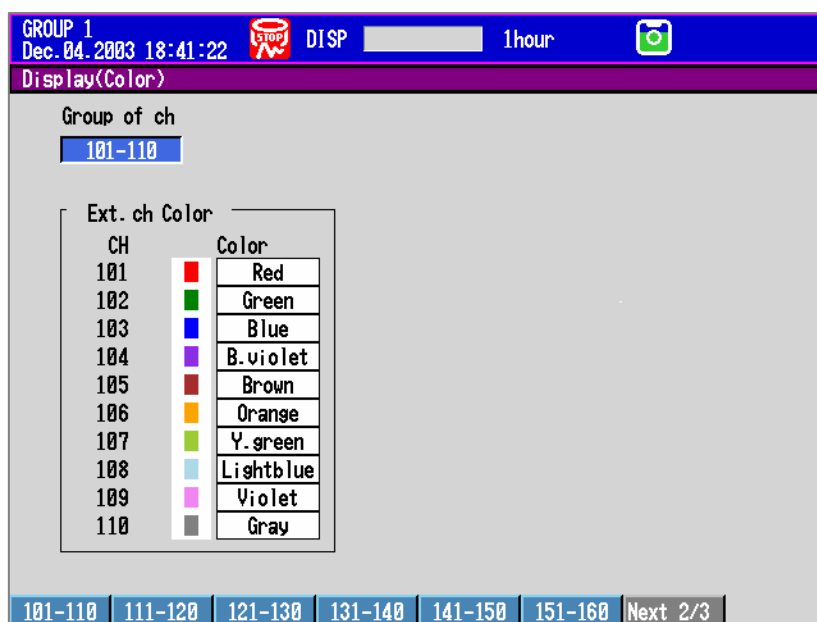 GROUP 1
Dec.04.2003 18:41:22 STOP DISP 1hour
Display(Color)
Group of ch
101-110
Ext.ch Color
CH Color
101 Red
102 Green
103 Blue
104 B.violet
105 Brown
106 Orange
107 Y.green
108 Lightblue
109 Violet
110 Gray
101-110 111-120 121-130 131-140 141-150 151-160 Next 2/3